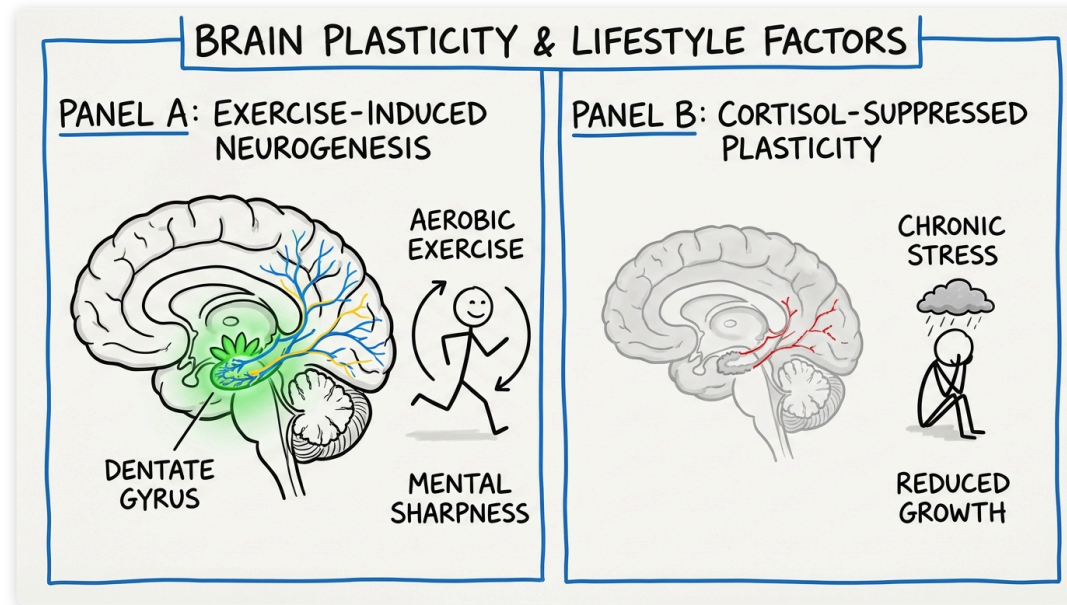 BRAIN PLASTICITY & LIFESTYLE FACTORS
PANEL A: EXERCISE-INDUCED
NEUROGENESIS
AEROBIC
EXERCISE
DENTATE
GYRUS
MENTAL
SHARPNESS
PANEL B: CORTISOL-SUPPRESSED
PLASTICITY
CHRONIC
STRESS
REDUCED
GROWTH